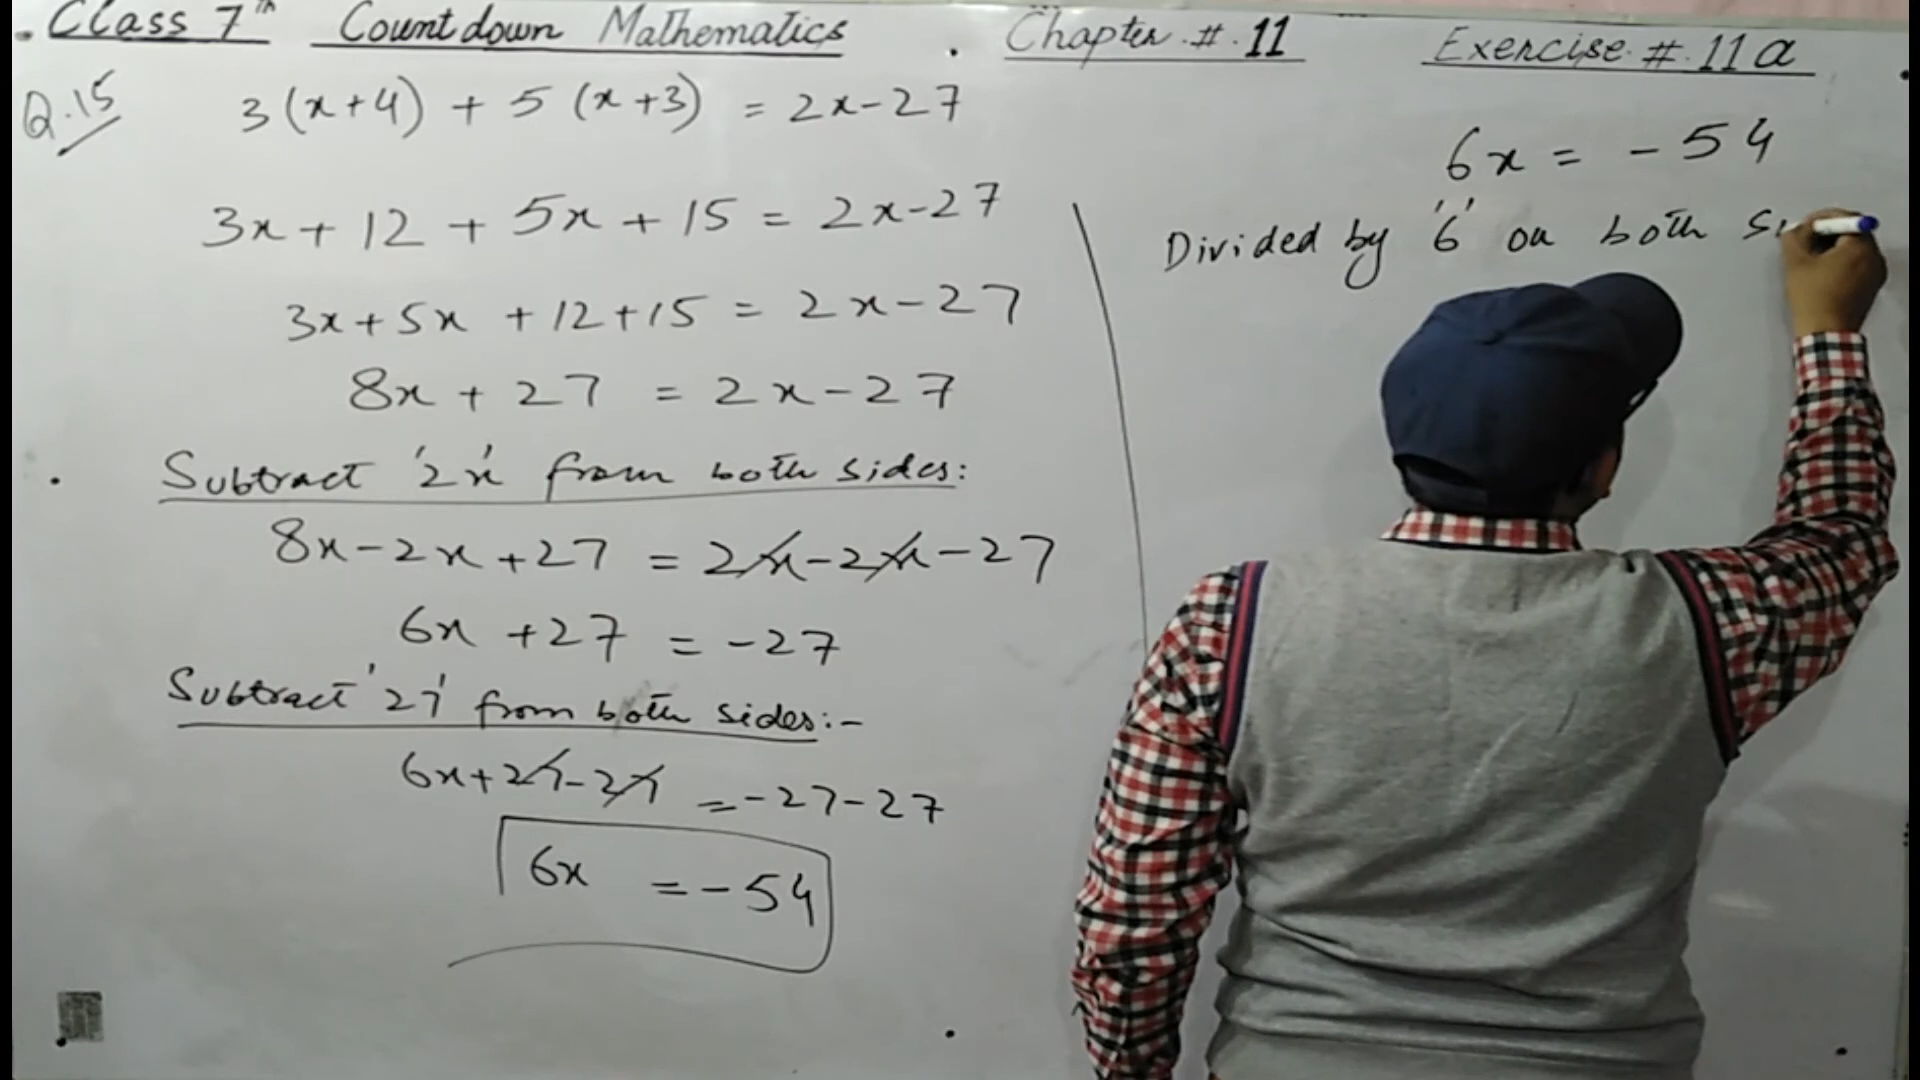 Class 7th Countdown Mathematics . Chapter # 11 Exercise # 11a
Q.15 3(x+4) + 5(x+3) = 2x-27
3x + 12 + 5x + 15 = 2x-27
3x+5x +12+15 = 2x-27
8x + 27 = 2x-27
Subtract '2x' from both sides:
8x-2x+27 = 2x-2x-27
6x +27 = -27
Subtract '27' from both sides:-
6x+27-27 = -27-27
6x = -54
6x = -54
Divided by '6' on both